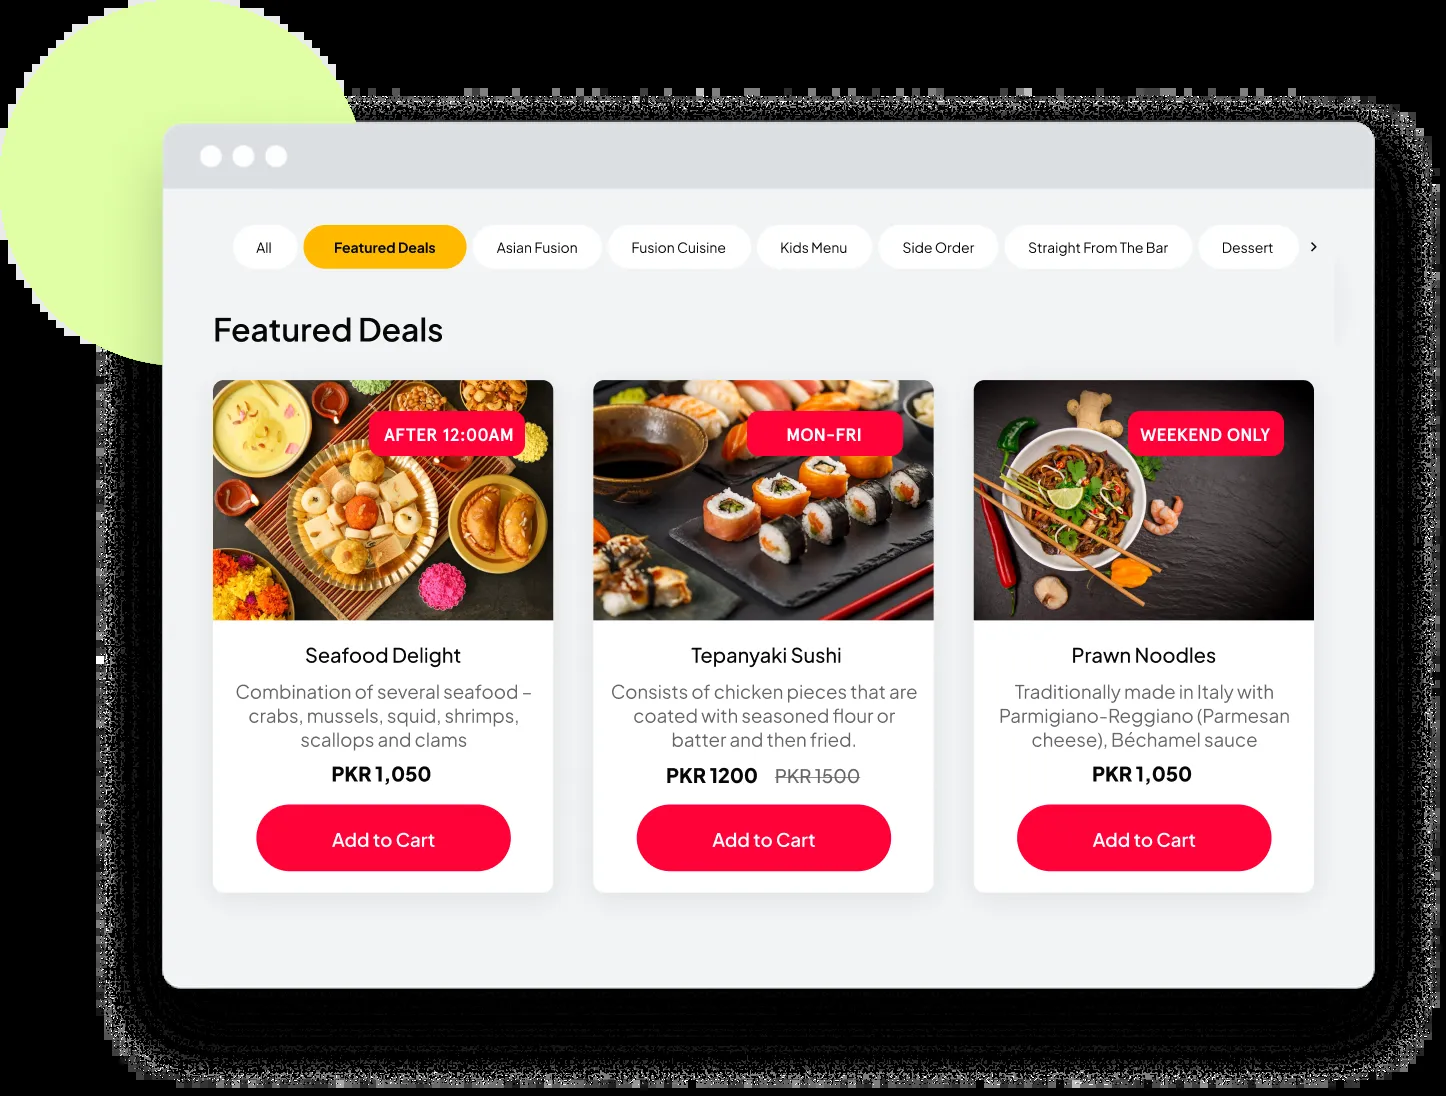 All
Featured Deals
Asian Fusion
Fusion Cuisine
Kids Menu
Side Order
Straight From The Bar
Dessert
Featured Deals
AFTER 12:00AM
Seafood Delight
Combination of several seafood –
crabs, mussels, squid, shrimps,
scallops and clams
PKR 1,050
Add to Cart
MON-FRI
Tepanyaki Sushi
Consists of chicken pieces that are
coated with seasoned flour or
batter and then fried.
PKR 1200 PKR 1500
Add to Cart
WEEKEND ONLY
Prawn Noodles
Traditionally made in Italy with
Parmigiano-Reggiano (Parmesan
cheese), Béchamel sauce
PKR 1,050
Add to Cart